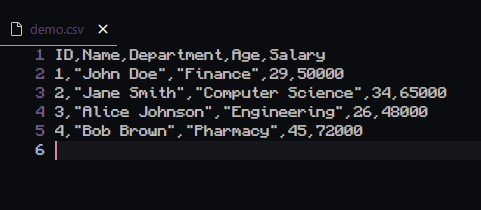 demo.csv
1 ID,Name,Department,Age,Salary
2 1,"John Doe","Finance",29,50000
3 2,"Jane Smith","Computer Science",34,65000
4 3,"Alice Johnson","Engineering",26,48000
5 4,"Bob Brown","Pharmacy",45,72000
6